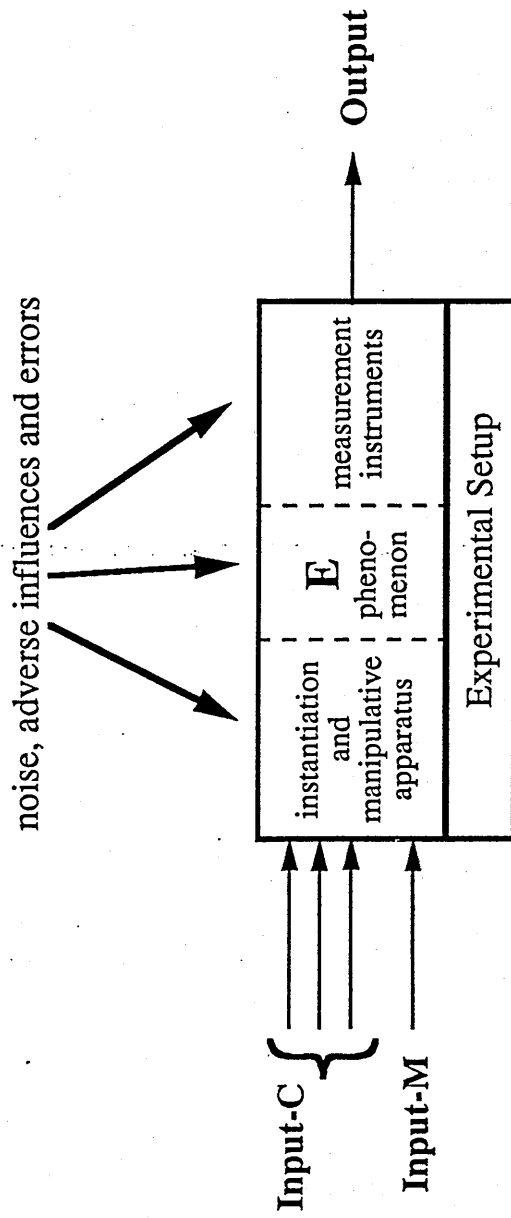 noise, adverse influences and errors
Input-C
Input-M
instantiation
and
manipulative
apparatus
E
pheno-
menon
measurement
instruments
Experimental Setup
Output